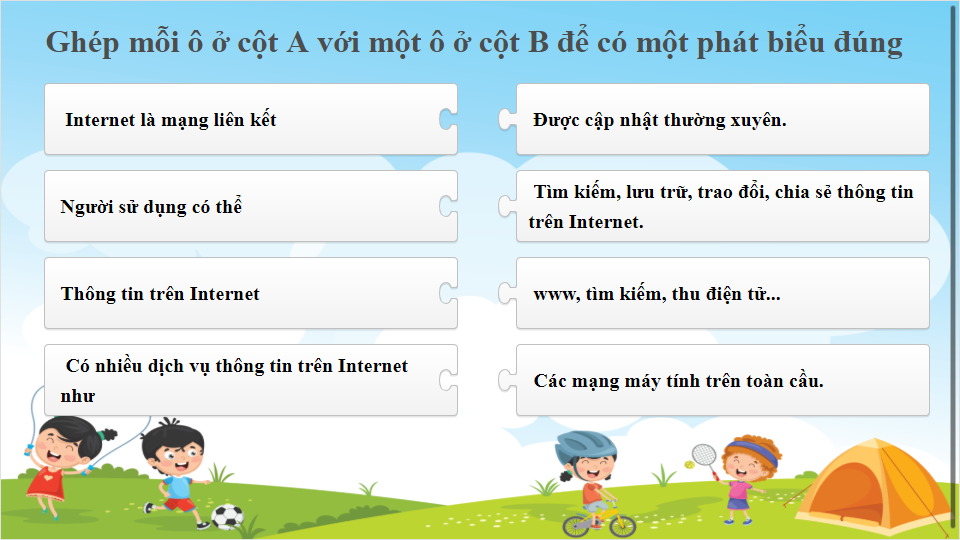 Ghép mỗi ô ở cột A với một ô ở cột B để có một phát biểu đúng
Internet là mạng liên kết
Được cập nhật thường xuyên.
Người sử dụng có thể
Tìm kiếm, lưu trữ, trao đổi, chia sẻ thông tin
trên Internet.
Thông tin trên Internet
www, tìm kiếm, thu điện tử...
Có nhiều dịch vụ thông tin trên Internet
như
Các mạng máy tính trên toàn cầu.